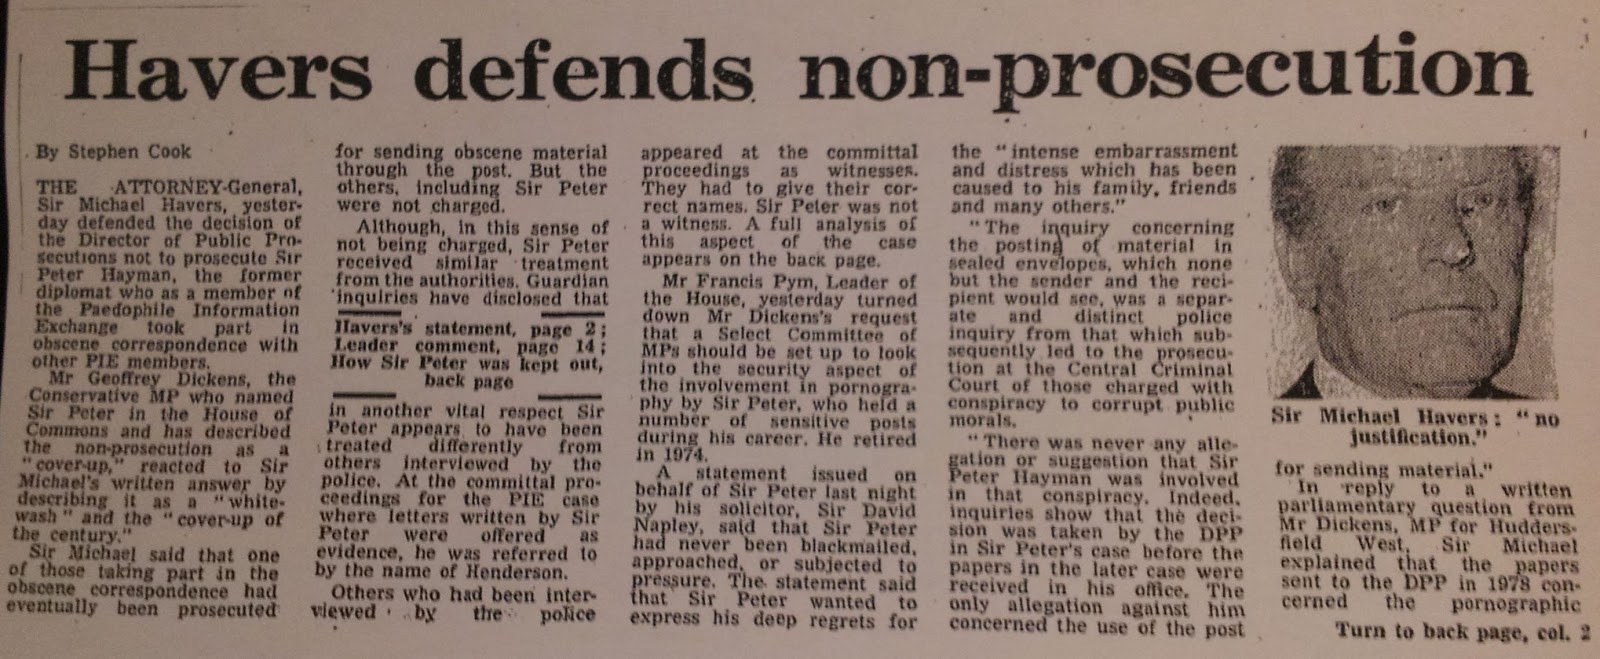 Havers defends non-prosecution
By Stephen Cook
THE ATTORNEY-General,
Sir Michael Havers, yester-
day defended the decision of
the Director of Public Pro-
secutions not to prosecute Sir
Peter Hayman, the former
diplomat who as a member of
the Paedophile Information
Exchange took part in
obscene correspondence with
other PIE members.
Mr Geoffrey Dickens, the
Conservative MP who named
Sir Peter in the House of
Commons and has described
the non-prosecution as a
"cover-up," reacted to Sir
Michael's written answer by
describing it as a "white-
wash" and the "cover-up of
the century."
Sir Michael said that one
of those taking part in the
obscene correspondence had
eventually been prosecuted
for sending obscene material
through the post. But the
others, including Sir Peter
were not charged.
Although, in this sense of
not being charged, Sir Peter
received similar treatment
from the authorities. Guardian
inquiries have disclosed that
Havers's statement, page 2;
Leader comment, page 14;
How Sir Peter was kept out,
back page
in another vital respect Sir
Peter appears to have been
treated differently from
others interviewed by the
police. At the committal pro-
ceedings for the PIE case
where letters written by Sir
Peter were offered as
evidence, he was referred to
by the name of Henderson.
Others who had been inter-
viewed by the police
appeared at the committal
proceedings as witnesses.
They had to give their cor-
rect names. Sir Peter was not
a witness. A full analysis of
this aspect of the case
appears on the back page.
Mr Francis Pym, Leader of
the House, yesterday turned
down Mr Dickens's request
that a Select Committee of
MPs should be set up to look
into the security aspect of
the involvement in pornogra-
phy by Sir Peter, who held a
number of sensitive posts
during his career. He retired
in 1974.
A statement issued on
behalf of Sir Peter last night
by his solicitor, Sir David
Napley, said that Sir Peter
had never been blackmailed,
approached, or subjected to
pressure. The statement said
that Sir Peter wanted to
express his deep regrets for
the "intense embarrassment
and distress which has been
caused to his family, friends
and many others."
"The inquiry concerning
the posting of material in
sealed envelopes, which none
but the sender and the reci-
pient would see, was a separ-
ate and distinct police
inquiry from that which sub-
sequently led to the prosecu-
tion at the Central Criminal
Court of those charged with
conspiracy to corrupt public
morals.
"There was never any alle-
gation or suggestion that Sir
Peter Hayman was involved
in that conspiracy. Indeed,
inquiries show that the deci-
sion was taken by the DPP
in Sir Peter's case before the
papers in the later case were
received in his office. The
only allegation against him
concerned the use of the post
Sir Michael Havers: "no
justification."
for sending material."
In reply to a written
parliamentary question from
Mr Dickens, MP for Hudders-
field West, Sir Michael
explained that the papers
sent to the DPP in 1978 con-
cerned the pornographic
Turn to back page, col. 2